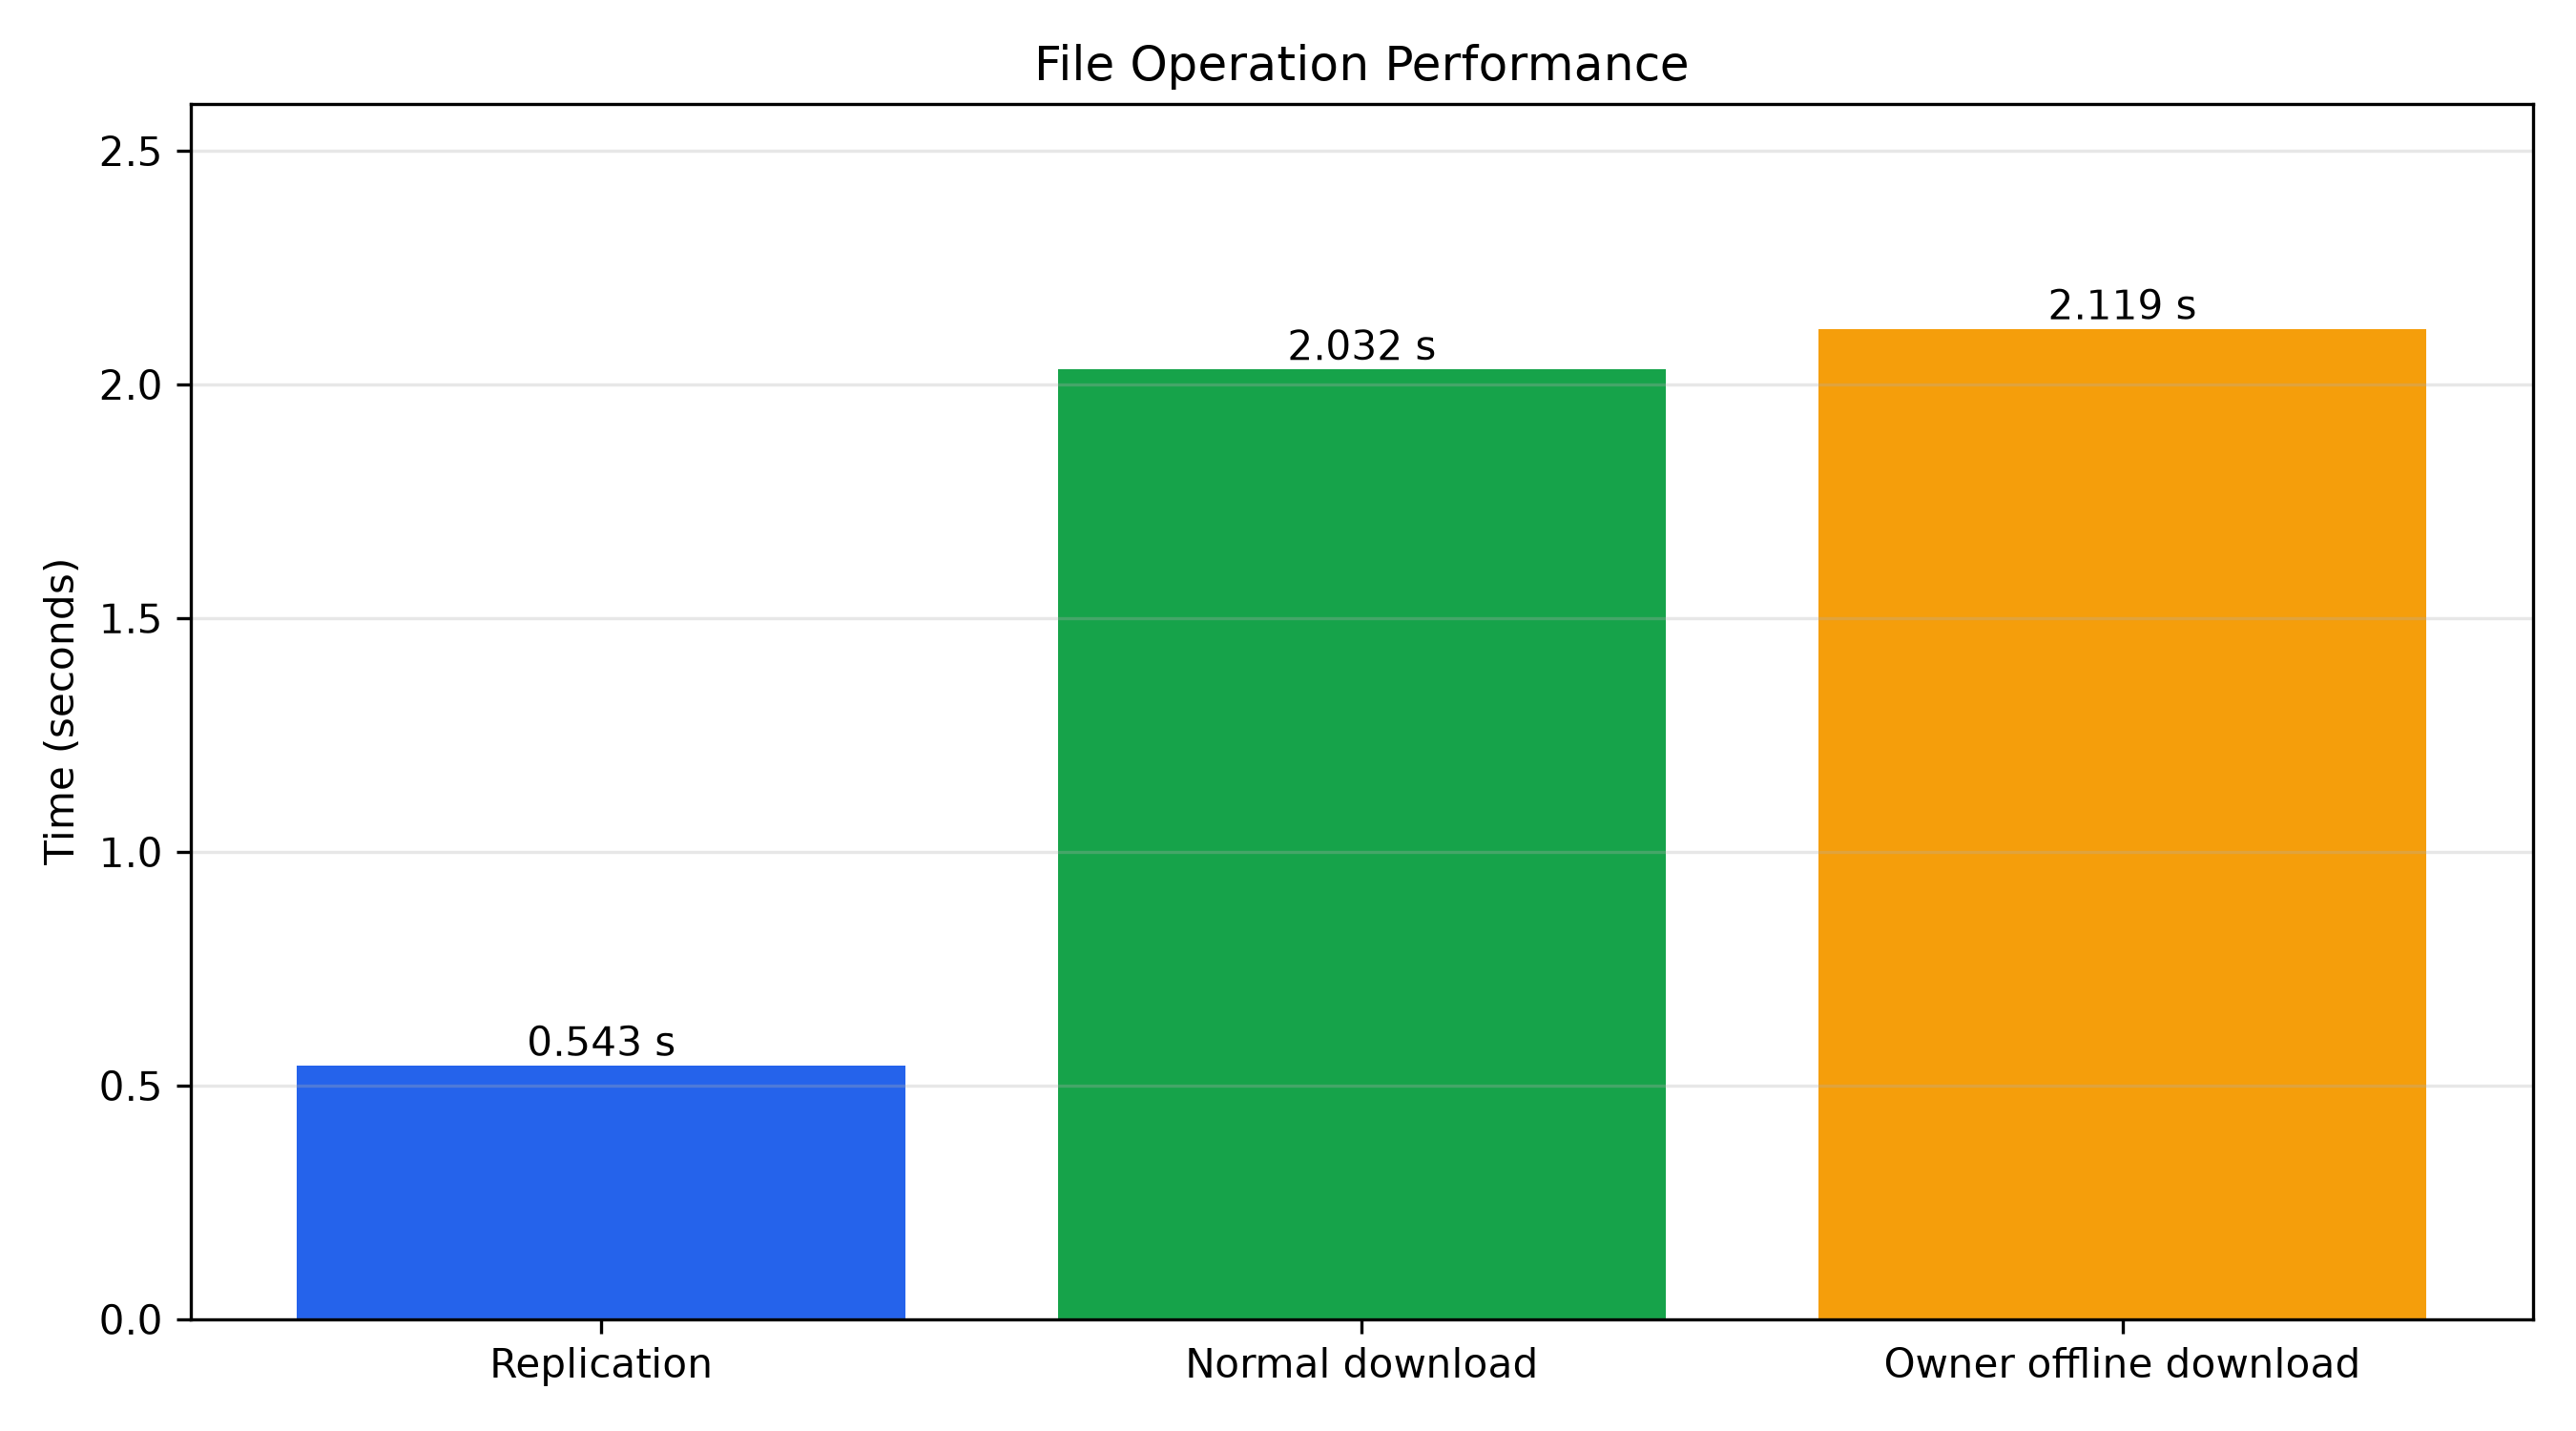 File Operation Performance
2.5
2.0
1.5
1.0
0.5
0.0
Time (seconds)
0.543 s
2.032 s
2.119 s
Replication
Normal download
Owner offline download